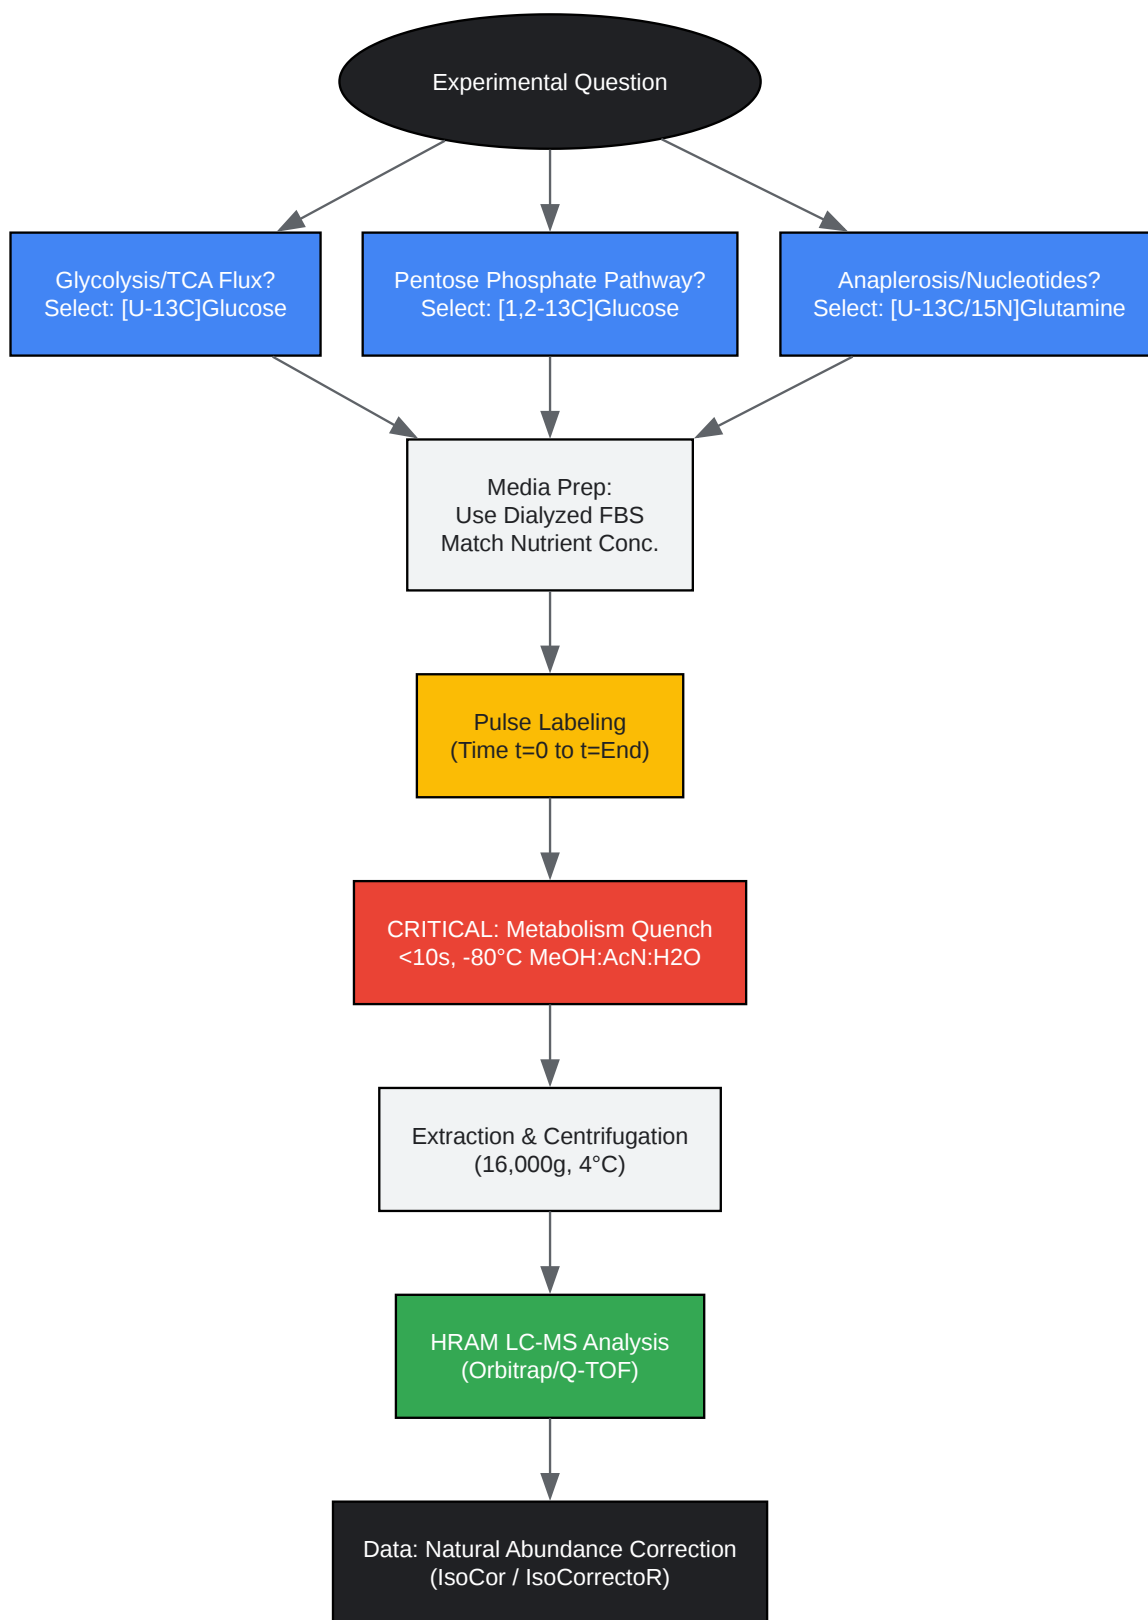 Experimental Question
Glycolysis/TCA Flux?
Select: [U-13C]Glucose
Pentose Phosphate Pathway?
Select: [1,2-13C]Glucose
Anaplerosis/Nucleotides?
Select: [U-13C/15N]Glutamine
Media Prep:
Use Dialyzed FBS
Match Nutrient Conc.
Pulse Labeling
(Time t=0 to t=End)
CRITICAL: Metabolism Quench
<10s, -80°C MeOH:AcN:H2O
Extraction & Centrifugation
(16,000g, 4°C)
HRAM LC-MS Analysis
(Orbitrap/Q-TOF)
Data: Natural Abundance Correction
(IsoCor / IsoCorrectoR)